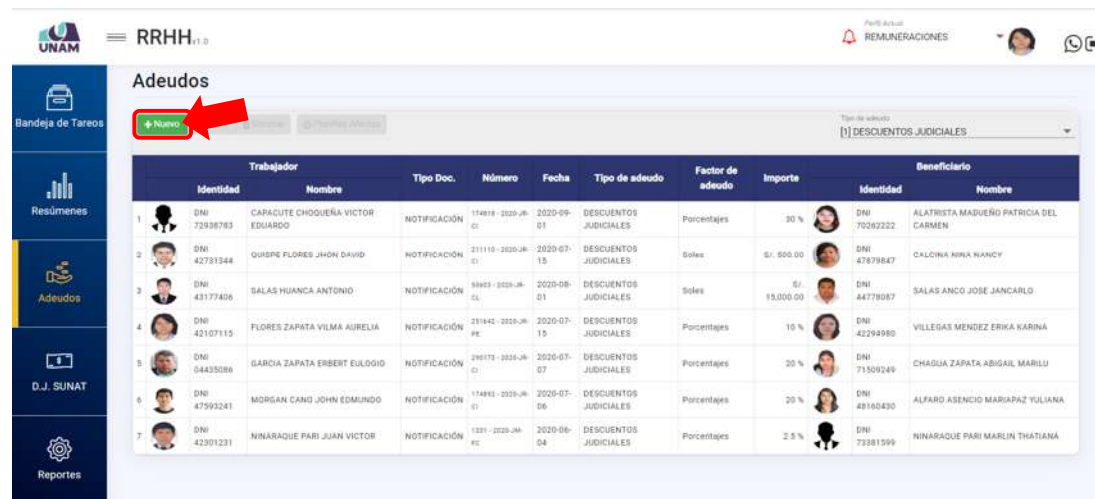 UNAM
RRHH v1.0
Perfil Actual
REMUNERACIONES
Adeudos
Bandeja de Tareos
Resúmenes
Adeudos
D.J. SUNAT
Reportes
+ Nuevo
Tipo de adeudo
[1] DESCUENTOS JUDICIALES
Trabajador Tipo Doc. Número Fecha Tipo de adeudo Factor de adeudo Importe Beneficiario
Identidad Nombre Identidad Nombre
1 DNI 72938783 CAPACUTE CHOQUEÑA VICTOR EDUARDO NOTIFICACIÓN 2020-09-01 DESCUENTOS JUDICIALES Porcentajes 30 % DNI 70262222 ALATRISTA MADUEÑO PATRICIA DEL CARMEN
2 DNI 42731344 QUISPE FLORES JHON DAVID NOTIFICACIÓN 2020-07-15 DESCUENTOS JUDICIALES Soles S/. 500.00 DNI 47879847 CALCINA NINA NANCY
3 DNI 43177406 SALAS HUANCA ANTONIO NOTIFICACIÓN 2020-08-01 DESCUENTOS JUDICIALES Soles S/. 15,000.00 DNI 44778087 SALAS ANCO JOSE JANCARLO
4 DNI 42107115 FLORES ZAPATA VILMA AURELIA NOTIFICACIÓN 2020-07-15 DESCUENTOS JUDICIALES Porcentajes 10 % DNI 42294980 VILLEGAS MENDEZ ERIKA KARINA
5 DNI 04435086 GARCIA ZAPATA ERBERT EULOGIO NOTIFICACIÓN 2020-07-07 DESCUENTOS JUDICIALES Porcentajes 20 % DNI 71509249 CHAGUA ZAPATA ABIGAIL MARILU
6 DNI 47593241 MORGAN CANO JOHN EDMUNDO NOTIFICACIÓN 2020-07-06 DESCUENTOS JUDICIALES Porcentajes 20 % DNI 48160430 ALFARO ASENCIO MARIAPAZ YULIANA
7 DNI 42301231 NINARAQUE PARI JUAN VICTOR NOTIFICACIÓN 2020-06-04 DESCUENTOS JUDICIALES Porcentajes 2.5 % DNI 73381599 NINARAQUE PARI MARLIN THATIANA